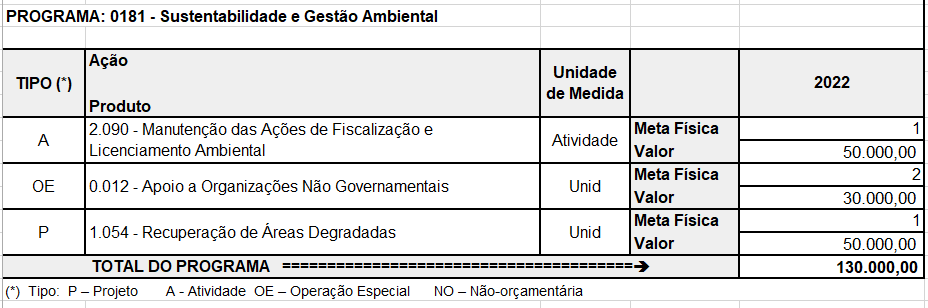 PROGRAMA: 0181 - Sustentabilidade e Gestão Ambiental
TIPO (*) Ação Produto Unidade de Medida 2022
A 2.090 - Manutenção das Ações de Fiscalização e Licenciamento Ambiental Atividade Meta Física 1
Valor 50.000,00
OE 0.012 - Apoio a Organizações Não Governamentais Unid Meta Física 2
Valor 30.000,00
P 1.054 - Recuperação de Áreas Degradadas Unid Meta Física 1
Valor 50.000,00
TOTAL DO PROGRAMA =======================================➔ 130.000,00
(*) Tipo: P – Projeto A - Atividade OE – Operação Especial NO – Não-orçamentária